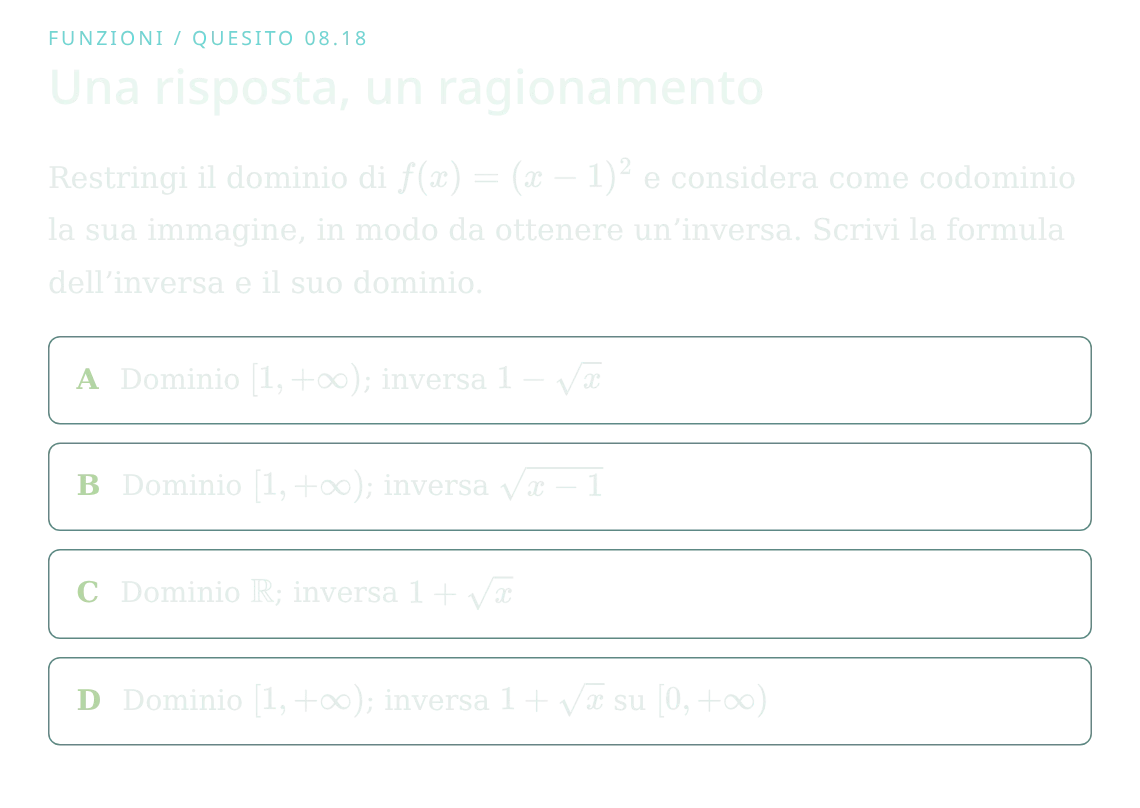 FUNZIONI / QUESITO 08.18
Una risposta, un ragionamento
Restringi il dominio di f(x) = (x − 1)² e considera come codominio
la sua immagine, in modo da ottenere un’inversa. Scrivi la formula
dell’inversa e il suo dominio.
A Dominio [1, +∞); inversa 1 − √x
B Dominio [1, +∞); inversa √(x − 1)
C Dominio ℝ; inversa 1 + √x
D Dominio [1, +∞); inversa 1 + √x su [0, +∞)